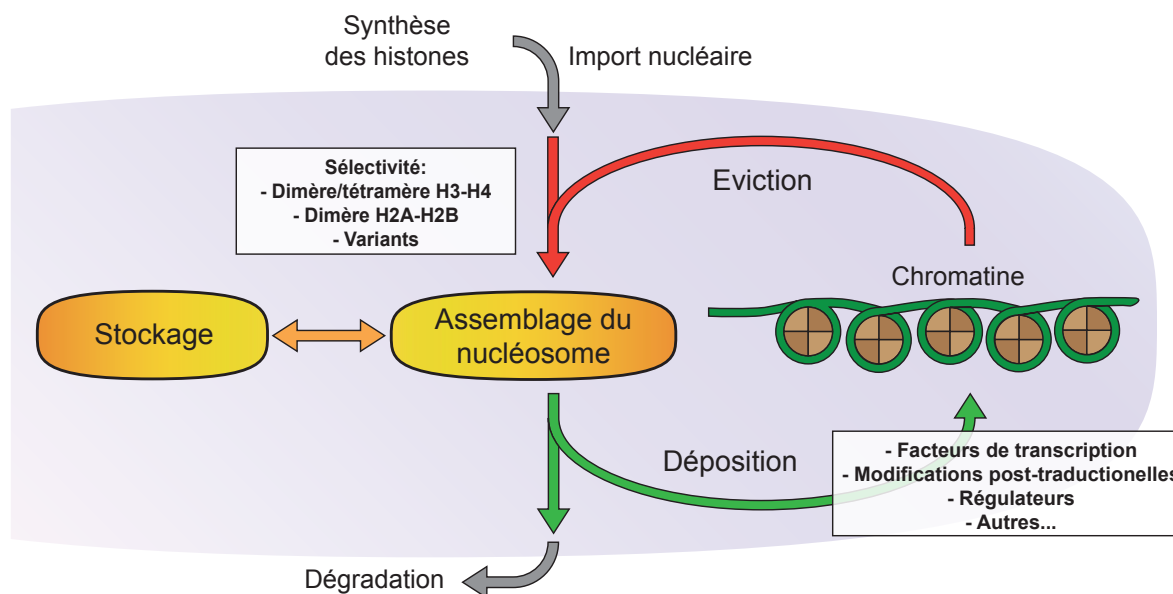 Synthèse
des histones
Import nucléaire
Sélectivité:
- Dimère/tétramère H3-H4
- Dimère H2A-H2B
- Variants
Eviction
Chromatine
Stockage
Assemblage du
nucléosome
Déposition
- Facteurs de transcription
- Modifications post-traductionelles
- Régulateurs
- Autres...
Dégradation